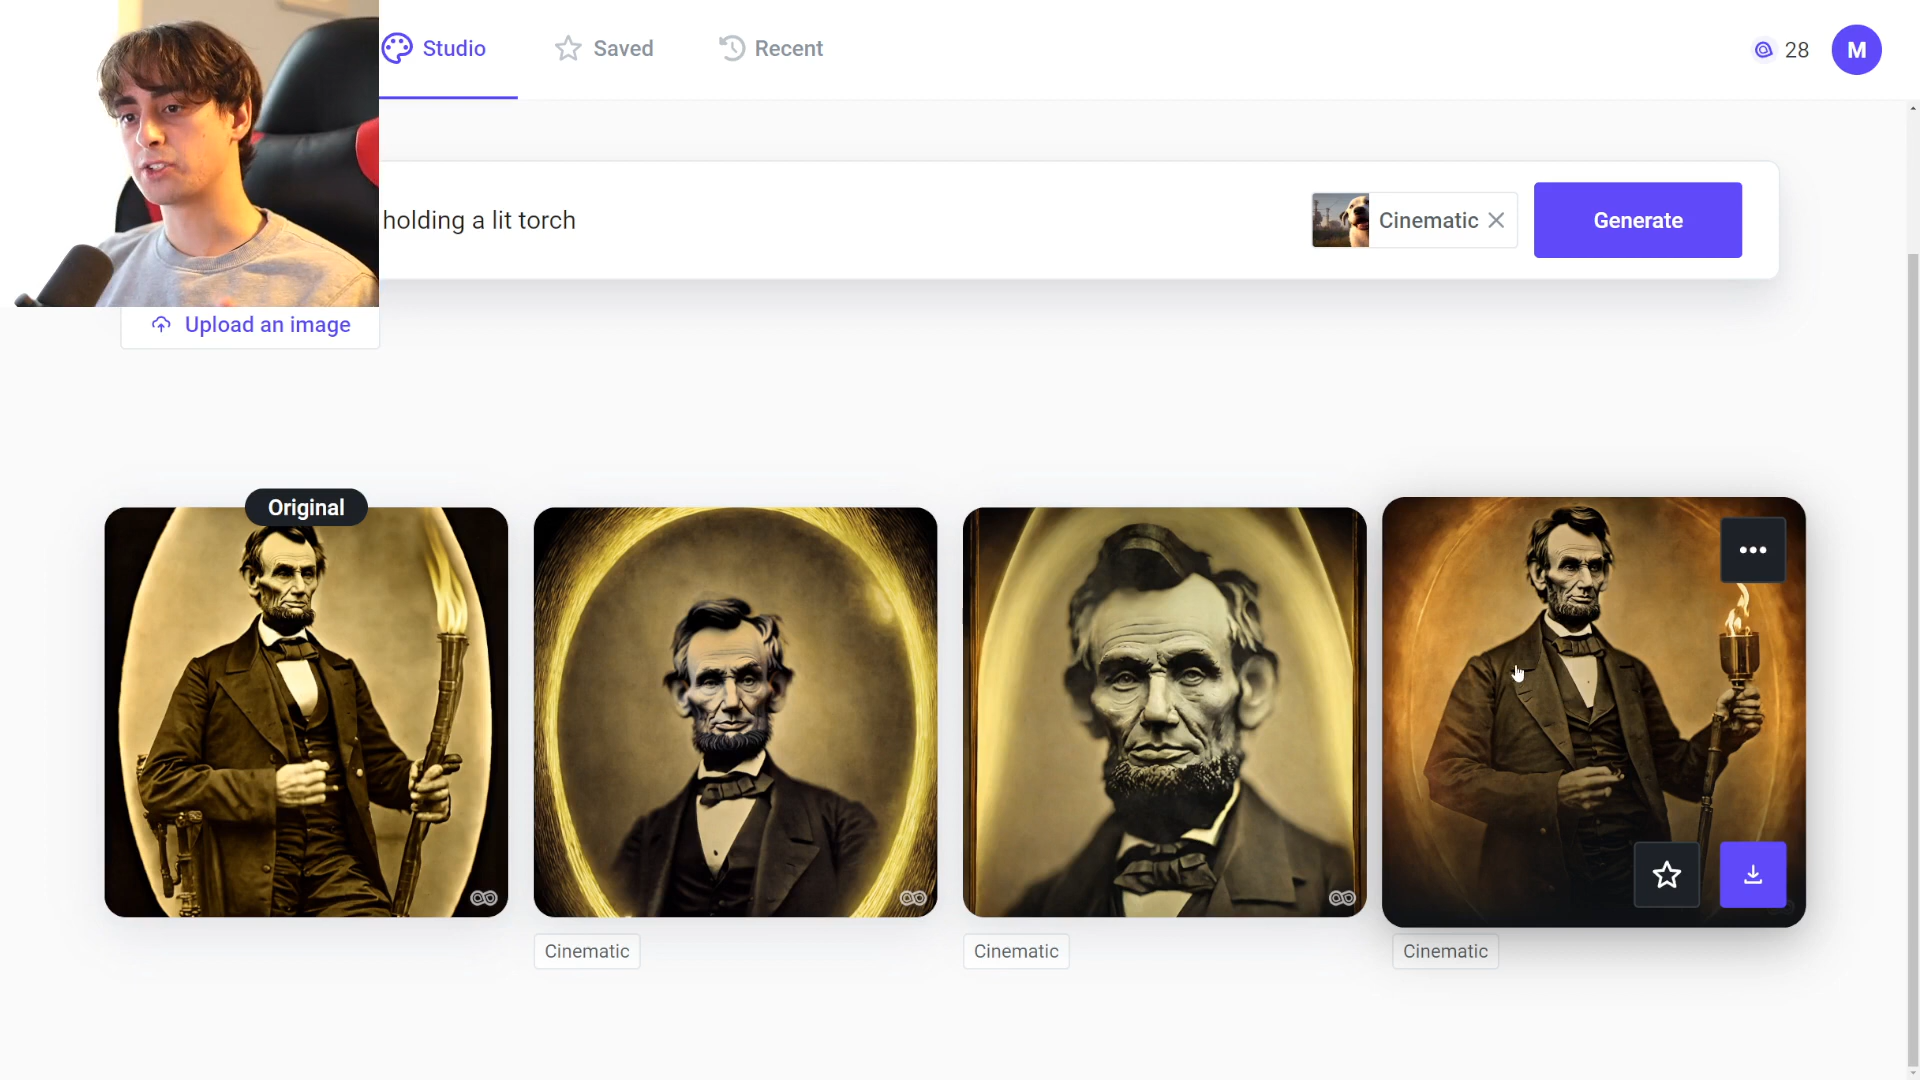 Studio
Saved
Recent
28
M
holding a lit torch
Cinematic
Generate
Upload an image
Original
Cinematic
Cinematic
Cinematic